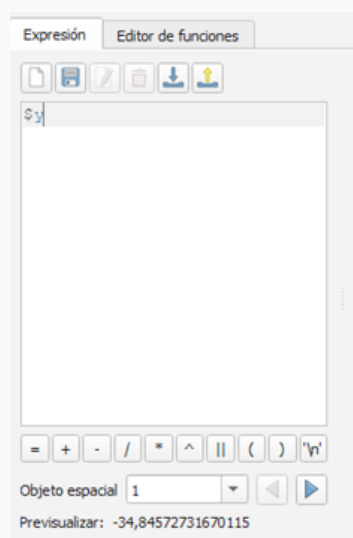 Expresión Editor de funciones
$y
= + - / * ^ || ( ) '\n'
Objeto espacial 1
Previsualizar: -34,84572731670115